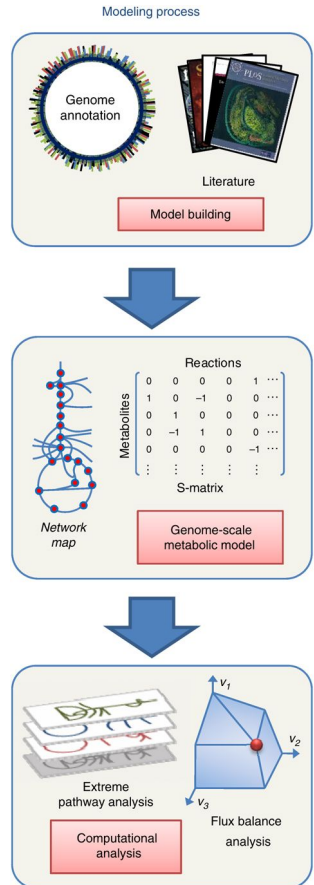 Modeling process
Genome
annotation
PLOS
Literature
Model building
Reactions
Metabolites
0 0 0 0 1 ...
1 0 –1 0 0 ...
0 1 0 0 0 ...
0 –1 1 0 0 ...
0 0 0 0 –1 ...
⋮ ⋮ ⋮ ⋮ ⋮
S-matrix
Network
map
Genome-scale
metabolic model
Extreme
pathway analysis
v1
v2
v3
Flux balance
analysis
Computational
analysis